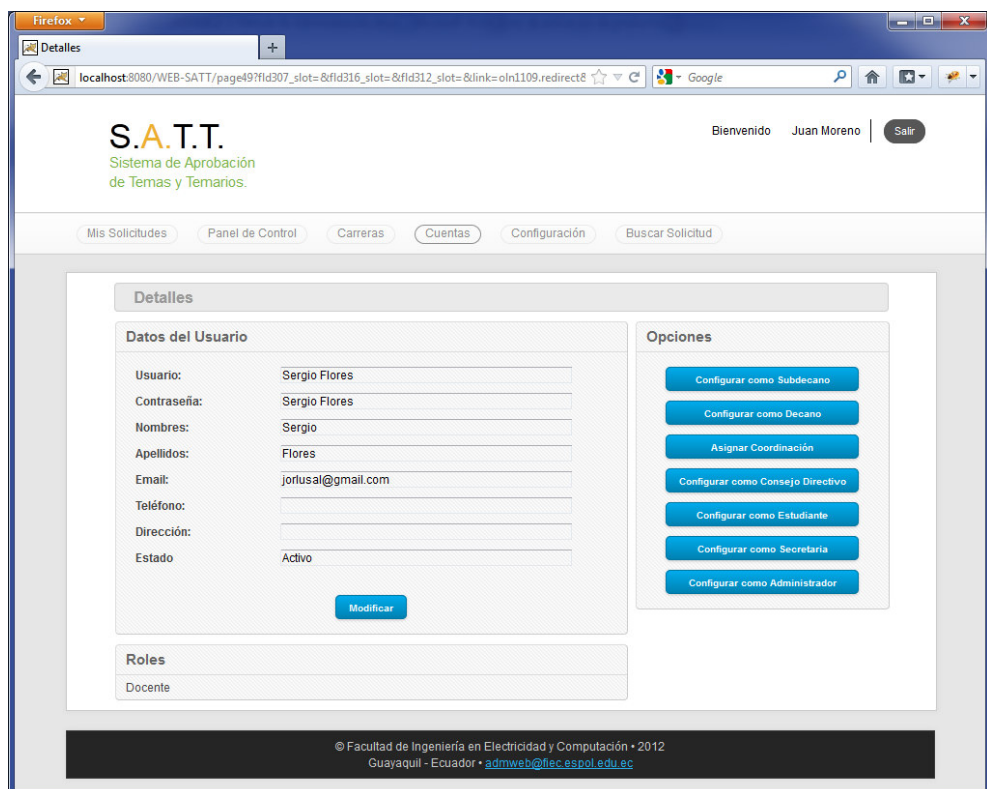 Firefox
Detalles
localhost:8080/WEB-SATT/page49?fld307_slot=&fld316_slot=&fld312_slot=&link=oln1109.redirect&
Google
S.A.T.T.
Sistema de Aprobación
de Temas y Temarios.
Bienvenido Juan Moreno Salir
Mis Solicitudes Panel de Control Carreras Cuentas Configuración Buscar Solicitud
Detalles
Datos del Usuario
Usuario: Sergio Flores
Contraseña: Sergio Flores
Nombres: Sergio
Apellidos: Flores
Email: jorlusal@gmail.com
Teléfono:
Dirección:
Estado Activo
Modificar
Opciones
Configurar como Subdecano
Configurar como Decano
Asignar Coordinación
Configurar como Consejo Directivo
Configurar como Estudiante
Configurar como Secretaria
Configurar como Administrador
Roles
Docente
© Facultad de Ingeniería en Electricidad y Computación • 2012
Guayaquil - Ecuador • admweb@fiec.espol.edu.ec